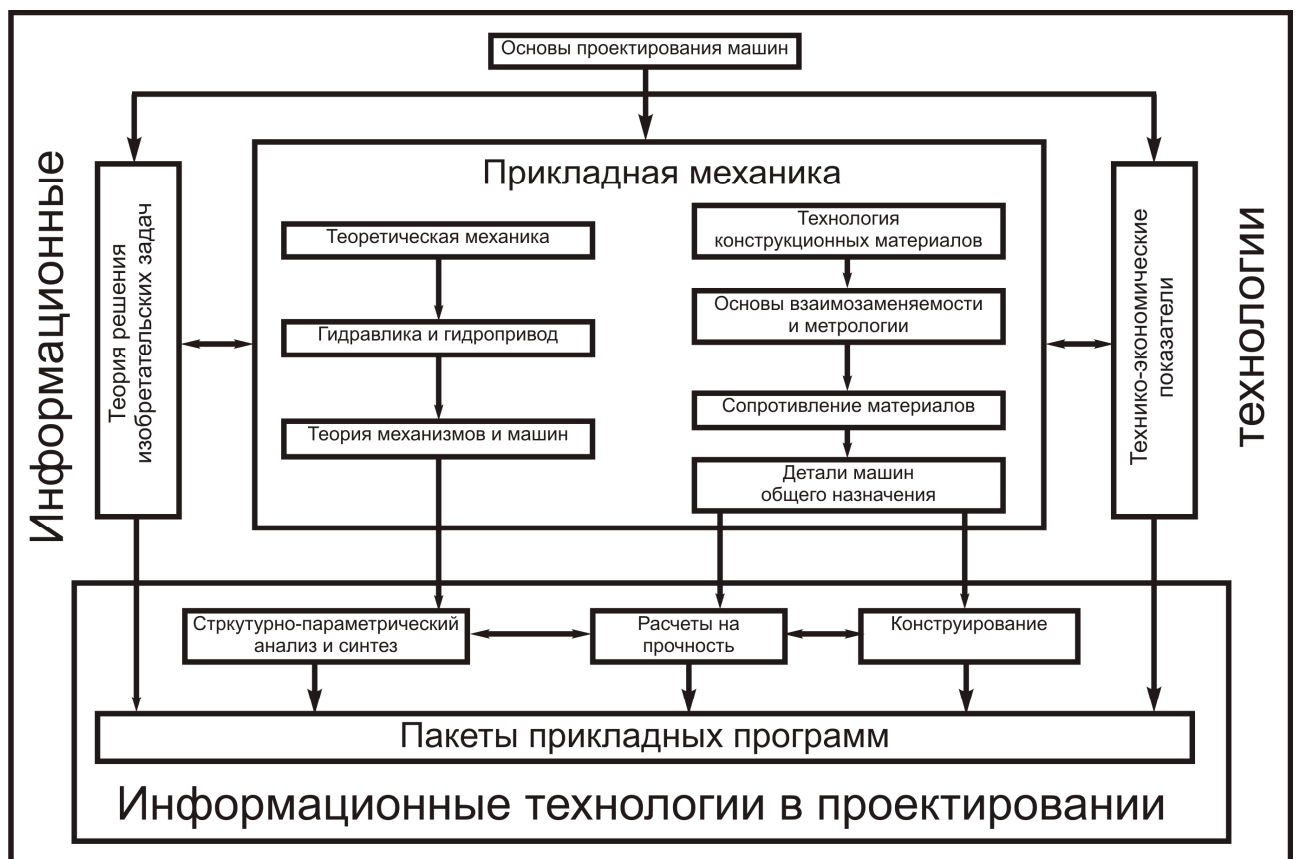 Основы проектирования машин
Информационные
технологии
Теория решения
изобретательских задач
Прикладная механика
Теоретическая механика
Гидравлика и гидропривод
Теория механизмов и машин
Технология
конструкционных материалов
Основы взаимозаменяемости
и метрологии
Сопротивление материалов
Детали машин
общего назначения
Технико-экономические
показатели
Стркутурно-параметрический
анализ и синтез
Расчеты на
прочность
Конструирование
Пакеты прикладных программ
Информационные технологии в проектировании